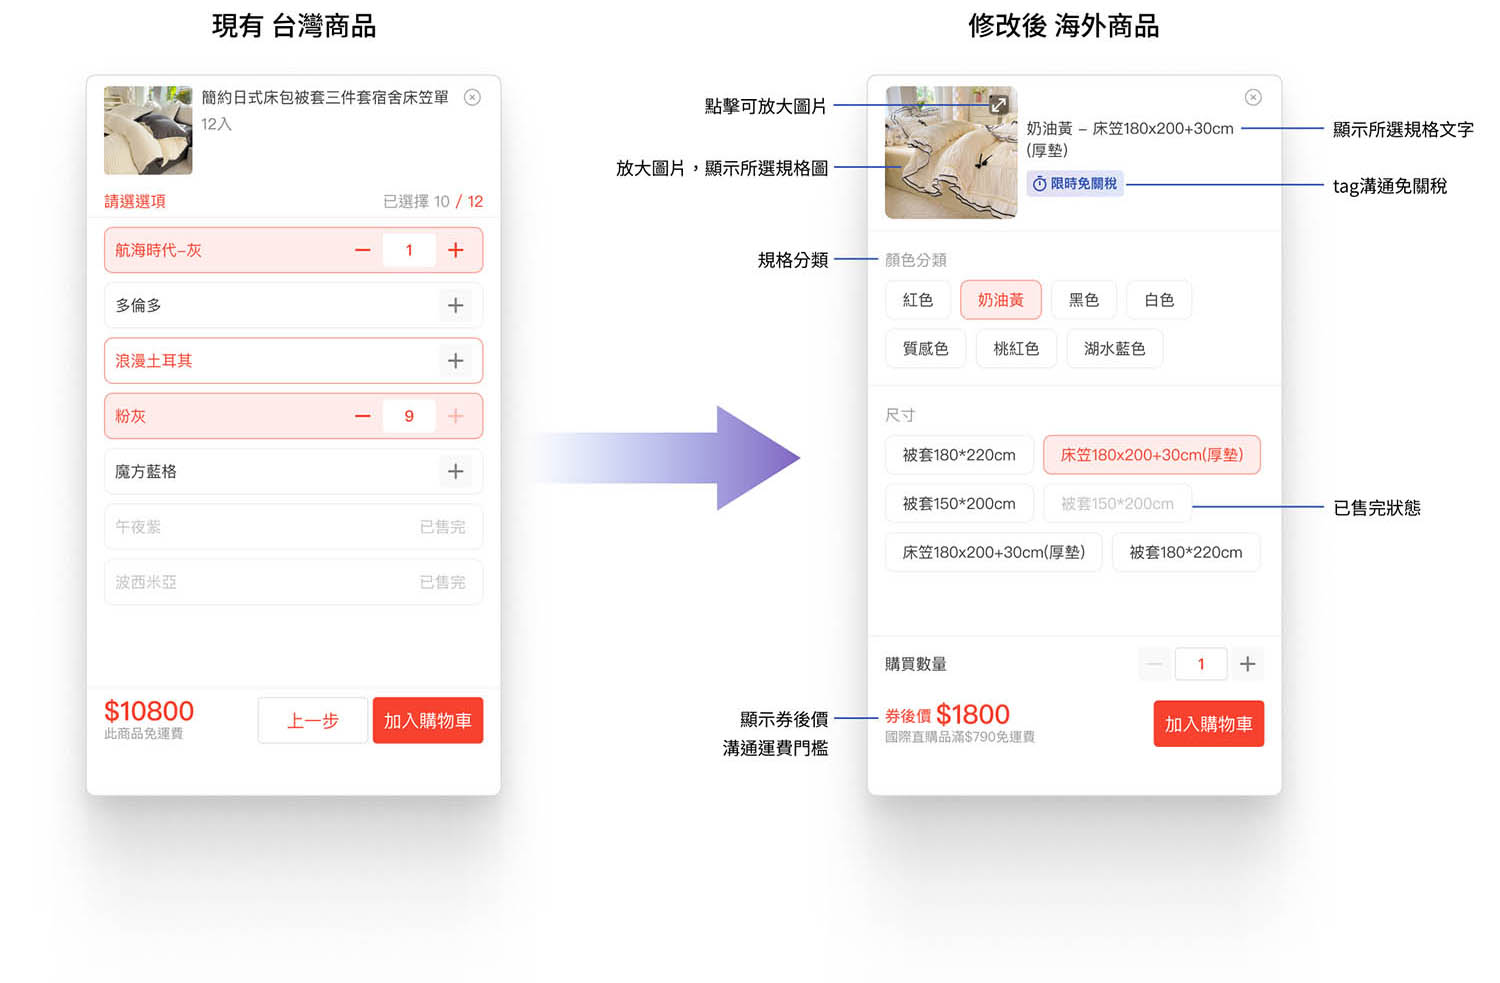 現有 台灣商品
簡約日式床包被套三件套宿舍床笠單
12入
請選選項
已選擇 10 / 12
航海時代–灰
1
多倫多
浪漫土耳其
粉灰
9
魔方藍格
午夜紫
已售完
波西米亞
已售完
$10800
此商品免運費
上一步
加入購物車
修改後 海外商品
點擊可放大圖片
放大圖片，顯示所選規格圖
規格分類
顯示券後價
溝通運費門檻
奶油黃 – 床笠180x200+30cm
(厚墊)
限時免關稅
顏色分類
紅色
奶油黃
黑色
白色
質感色
桃紅色
湖水藍色
尺寸
被套180*220cm
床笠180x200+30cm(厚墊)
被套150*200cm
被套150*200cm
床笠180x200+30cm(厚墊)
被套180*220cm
購買數量
1
券後價 $1800
國際直購品滿$790免運費
加入購物車
顯示所選規格文字
tag溝通免關稅
已售完狀態